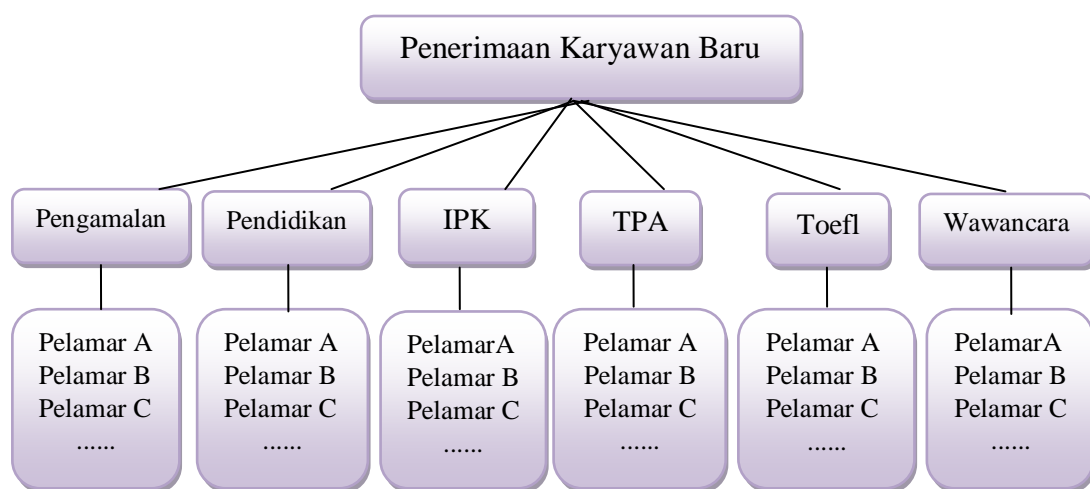 Penerimaan Karyawan Baru
Pengamalan
Pendidikan
IPK
TPA
Toefl
Wawancara
Pelamar A
Pelamar B
Pelamar C
......
Pelamar A
Pelamar B
Pelamar C
......
PelamarA
Pelamar B
Pelamar C
......
Pelamar A
Pelamar B
Pelamar C
......
Pelamar A
Pelamar B
Pelamar C
......
PelamarA
Pelamar B
Pelamar C
......